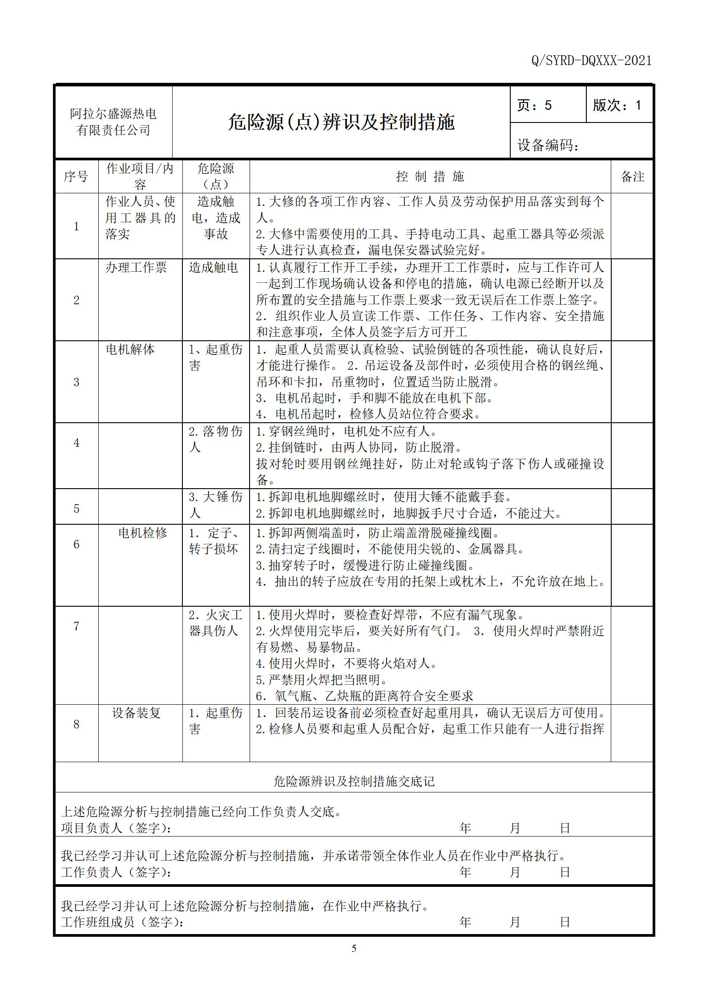 Q/SYRD-DQXXX-2021
阿拉尔盛源热电
有限责任公司
危险源(点)辨识及控制措施
页：5
版次：1
设备编码：
序号
作业项目/内
容
危险源
（点）
控 制 措 施
备注
1
作业人员、使
用工器具的
落实
造成触
电，造成
事故
1.大修的各项工作内容、工作人员及劳动保护用品落实到每个
人。
2.大修中需要使用的工具、手持电动工具、起重工器具等必须派
专人进行认真检查，漏电保安器试验完好。
2
办理工作票
造成触电
1.认真履行工作开工手续，办理开工工作票时，应与工作许可人
一起到工作现场确认设备和停电的措施，确认电源已经断开以及
所布置的安全措施与工作票上要求一致无误后在工作票上签字。
2．组织作业人员宣读工作票、工作任务、工作内容、安全措施
和注意事项，全体人员签字后方可开工
3
电机解体
1、起重伤
害
1．起重人员需要认真检验、试验倒链的各项性能，确认良好后，
才能进行操作。 2．吊运设备及部件时，必须使用合格的钢丝绳、
吊环和卡扣，吊重物时，位置适当防止脱滑。
3．电机吊起时，手和脚不能放在电机下部。
4．电机吊起时，检修人员站位符合要求。
4
2.落物伤
人
1.穿钢丝绳时，电机处不应有人。
2.挂倒链时，由两人协同，防止脱滑。
拔对轮时要用钢丝绳挂好，防止对轮或钩子落下伤人或碰撞设
备。
5
3.大锤伤
人
1.拆卸电机地脚螺丝时，使用大锤不能戴手套。
2.拆卸电机地脚螺丝时，地脚扳手尺寸合适，不能过大。
6
电机检修
1．定子、
转子损坏
1.拆卸两侧端盖时，防止端盖滑脱碰撞线圈。
2.清扫定子线圈时，不能使用尖锐的、金属器具。
3.抽穿转子时，缓慢进行防止碰撞线圈。
4．抽出的转子应放在专用的托架上或枕木上，不允许放在地上。
7
2．火灾工
器具伤人
1.使用火焊时，要检查好焊带，不应有漏气现象。
2.火焊使用完毕后，要关好所有气门。 3．使用火焊时严禁附近
有易燃、易暴物品。
4.使用火焊时，不要将火焰对人。
5.严禁用火焊把当照明。
6．氧气瓶、乙炔瓶的距离符合安全要求
8
设备装复
1．起重伤
害
1．回装吊运设备前必须检查好起重用具，确认无误后方可使用。
2.检修人员要和起重人员配合好，起重工作只能有一人进行指挥
危险源辨识及控制措施交底记
上述危险源分析与控制措施已经向工作负责人交底。
项目负责人（签字）： 年 月 日
我已经学习并认可上述危险源分析与控制措施，并承诺带领全体作业人员在作业中严格执行。
工作负责人（签字）： 年 月 日
我已经学习并认可上述危险源分析与控制措施，在作业中严格执行。
工作班组成员（签字）： 年 月 日
5